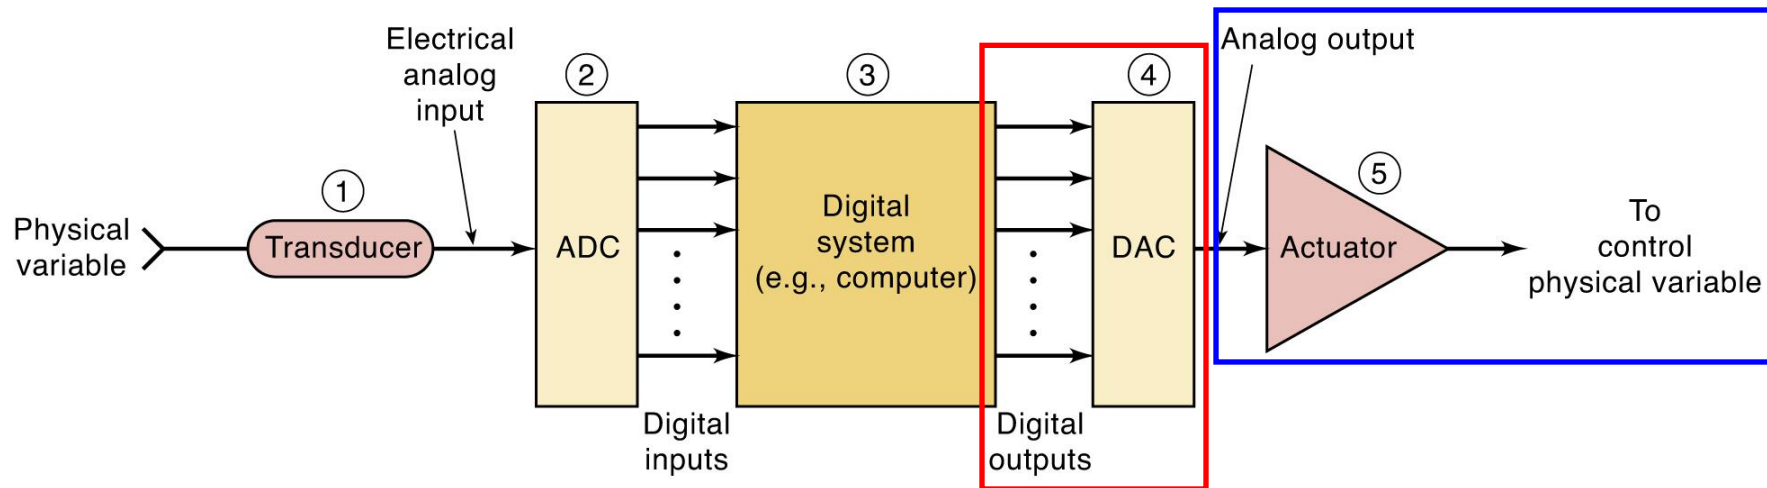 Physical
variable
1
Transducer
Electrical
analog
input
2
ADC
Digital
inputs
3
Digital
system
(e.g., computer)
Digital
outputs
4
DAC
Analog output
5
Actuator
To
control
physical variable